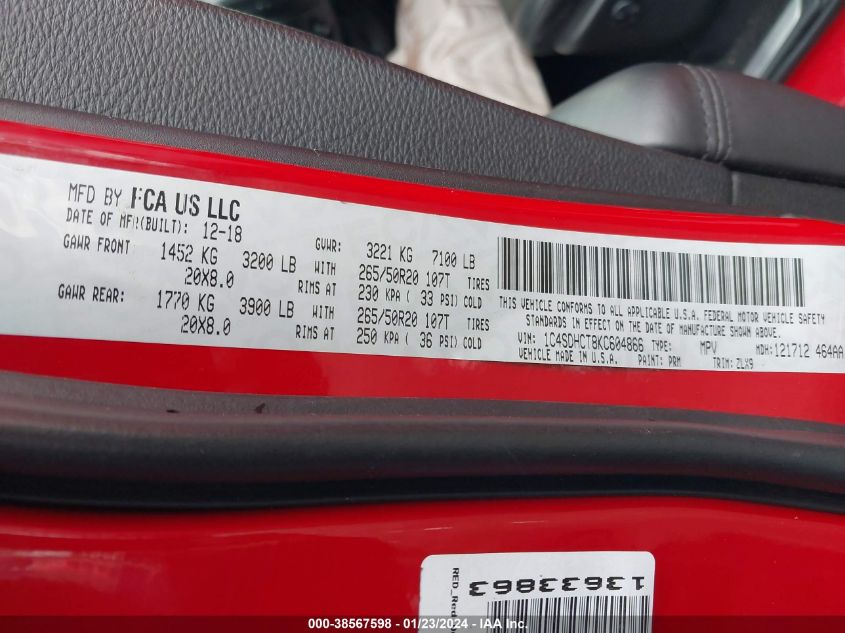 MFD BY FCA US LLC
DATE OF MFR(BUILT): 12-18 GVWR: 3221 KG 7100 LB
GAWR FRONT 1452 KG 3200 LB WITH 265/50R20 107T TIRES
20X8.0 RIMS AT 230 KPA ( 33 PSI) COLD
GAWR REAR: 1770 KG 3900 LB WITH 265/50R20 107T TIRES
20X8.0 RIMS AT 250 KPA ( 36 PSI) COLD
THIS VEHICLE CONFORMS TO ALL APPLICABLE U.S.A. FEDERAL MOTOR VEHICLE SAFETY
STANDARDS IN EFFECT ON THE DATE OF MANUFACTURE SHOWN ABOVE.
VIN: 1C4SDHCT8KC604866 TYPE: MPV MDH: 121712 464AA
VEHICLE MADE IN U.S.A. PAINT: PRM TRIM: ZLX9
13633863
RED_Red
000-38567598 - 01/23/2024 - IAA Inc.